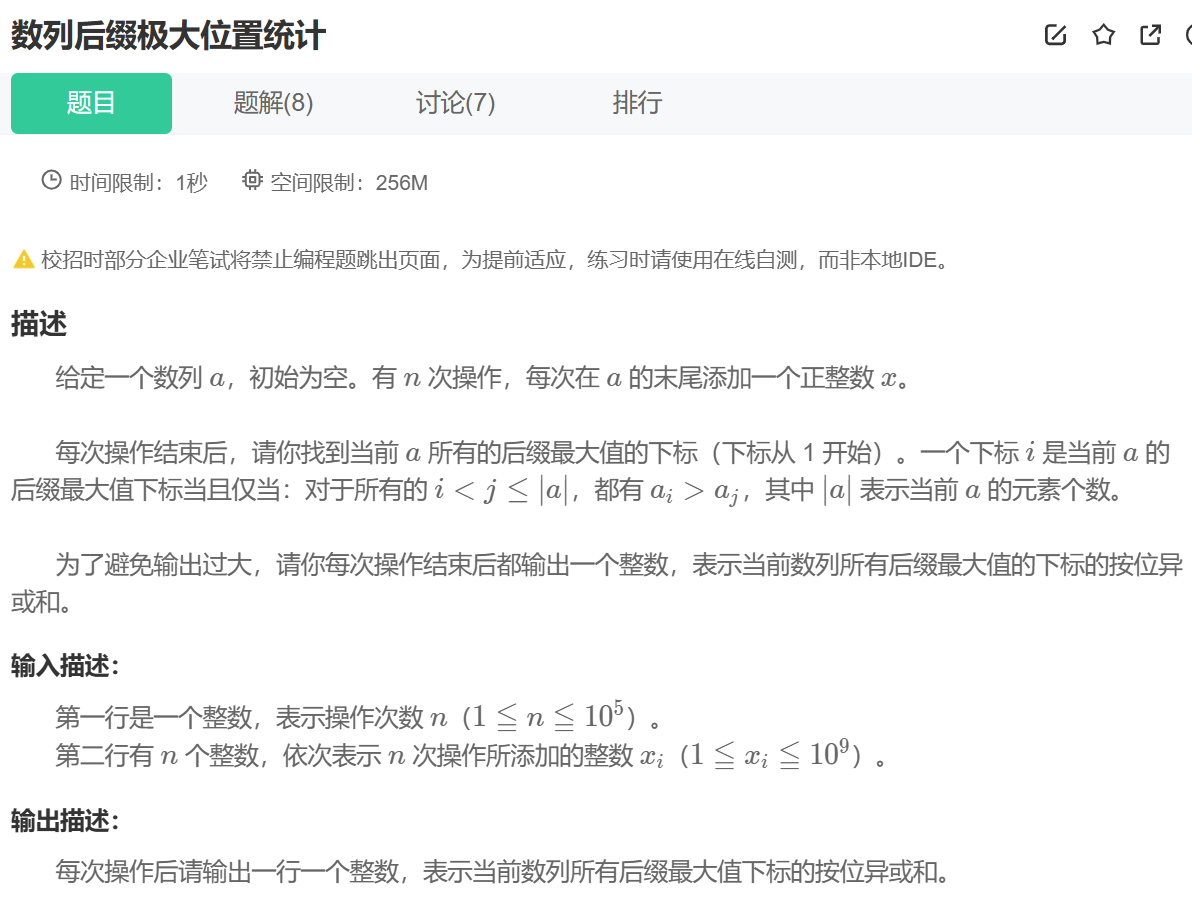 数列后缀极大位置统计
题目 题解(8) 讨论(7) 排行
时间限制：1秒 空间限制：256M
校招时部分企业笔试将禁止编程题跳出页面，为提前适应，练习时请使用在线自测，而非本地IDE。
描述
给定一个数列 a，初始为空。有 n 次操作，每次在 a 的末尾添加一个正整数 x。
每次操作结束后，请你找到当前 a 所有的后缀最大值的下标（下标从 1 开始）。一个下标 i 是当前 a 的
后缀最大值下标当且仅当：对于所有的 i < j ≤ |a|，都有 a_i > a_j，其中 |a| 表示当前 a 的元素个数。
为了避免输出过大，请你每次操作结束后都输出一个整数，表示当前数列所有后缀最大值的下标的按位异
或和。
输入描述：
第一行是一个整数，表示操作次数 n（1 ≦ n ≦ 10^5）。
第二行有 n 个整数，依次表示 n 次操作所添加的整数 x_i（1 ≦ x_i ≦ 10^9）。
输出描述：
每次操作后请输出一行一个整数，表示当前数列所有后缀最大值下标的按位异或和。